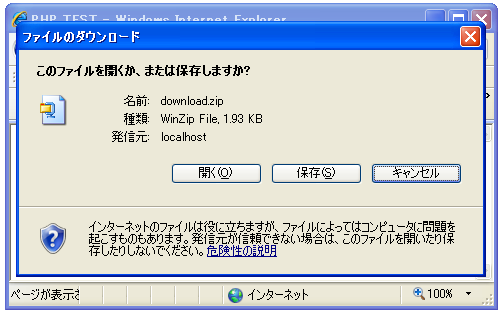 PHP TEST - Windows Internet Explorer
ファイルのダウンロード
このファイルを開くか、または保存しますか?
名前: download.zip
種類: WinZip File, 1.93 KB
発信元: localhost
開く(O) 保存(S) キャンセル
インターネットのファイルは役に立ちますが、ファイルによってはコンピュータに問題を
起こすものもあります。発信元が信頼できない場合は、このファイルを開いたり保
存したりしないでください。危険性の説明
ページが表示さ インターネット 100%